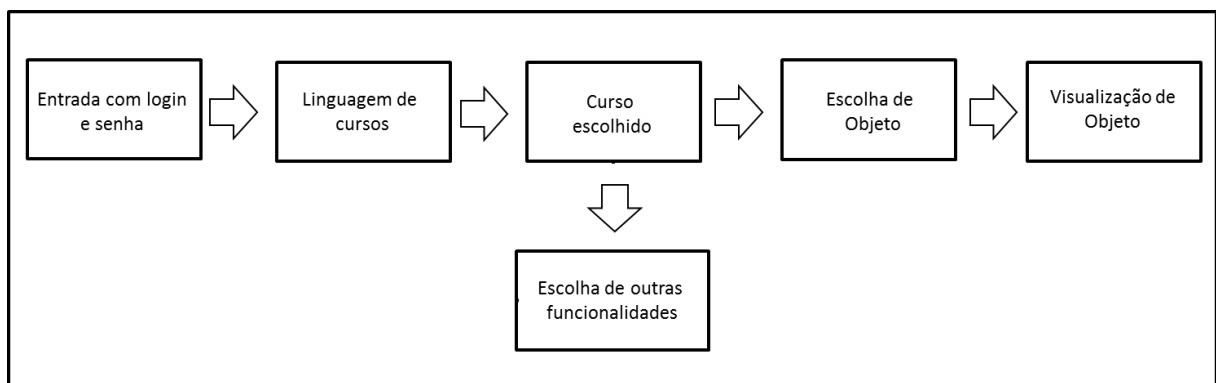 Entrada com login
e senha
Linguagem de
cursos
Curso
escolhido
Escolha de
Objeto
Visualização de
Objeto
Escolha de outras
funcionalidades